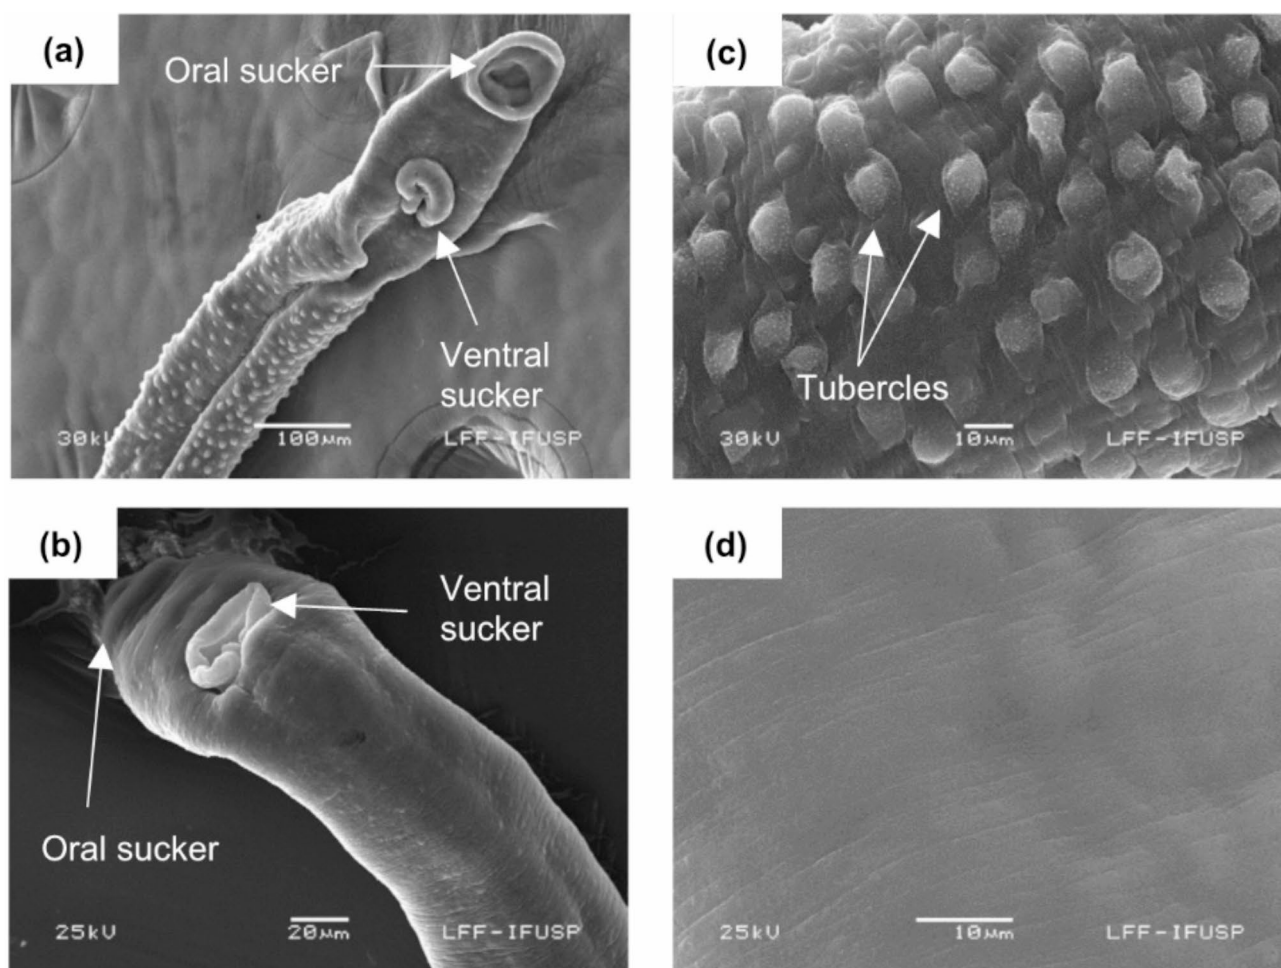 (a)
Oral sucker
Ventral
sucker
30kV 100μm LFF-IFUSP
(c)
Tubercles
30kV 10μm LFF-IFUSP
(b)
Ventral
sucker
Oral sucker
25kV 20μm LFF-IFUSP
(d)
25kV 10μm LFF-IFUSP